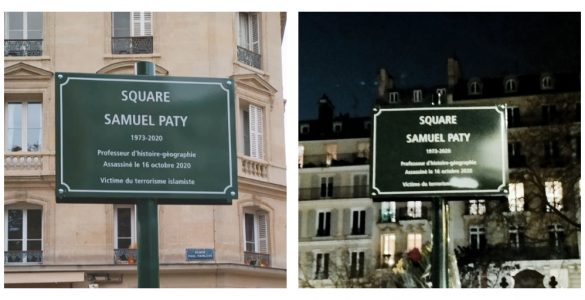 SQUARE
SAMUEL PATY
1973-2020
Professeur d'histoire-géographie
Assassiné le 16 octobre 2020
Victime du terrorisme islamiste
SQUARE
SAMUEL PATY
1973-2020
Professeur d'histoire-géographie
Assassiné le 16 octobre 2020
Victime du terrorisme islamiste